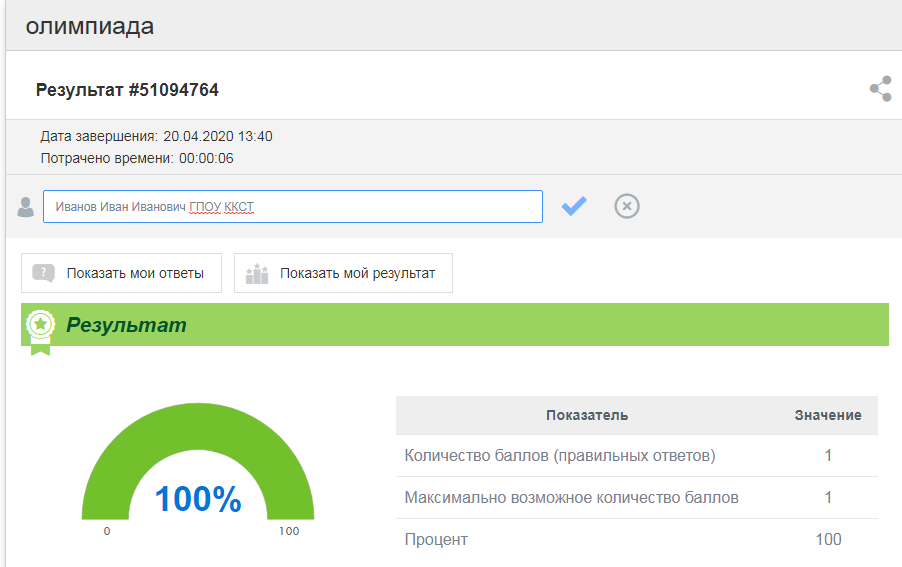 олимпиада
Результат #51094764
Дата завершения: 20.04.2020 13:40
Потрачено времени: 00:00:06
Иванов Иван Иванович ГПОУ ККСТ
Показать мои ответы
Показать мой результат
Результат
Показатель Значение
Количество баллов (правильных ответов) 1
Максимально возможное количество баллов 1
Процент 100
100%
0 100